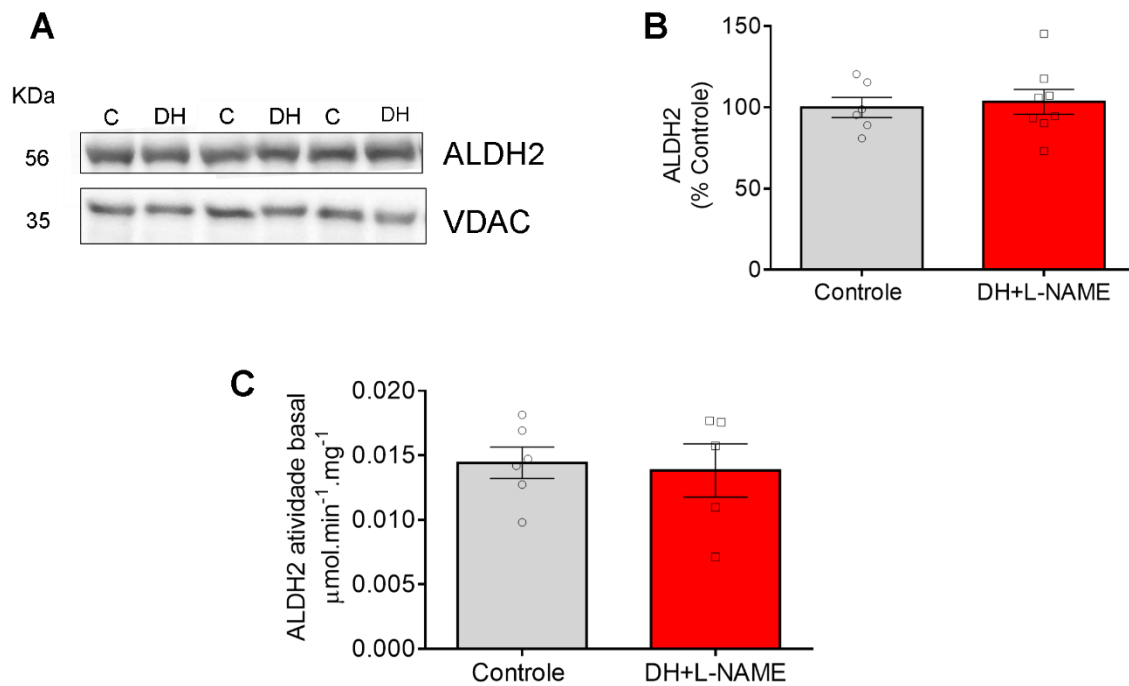 A
KDa
C DH C DH C DH
56
ALDH2
35
VDAC
B
ALDH2
(% Controle)
150
100
50
0
Controle DH+L-NAME
C
ALDH2 atividade basal
μmol.min⁻¹.mg⁻¹
0.020
0.015
0.010
0.005
0.000
Controle DH+L-NAME